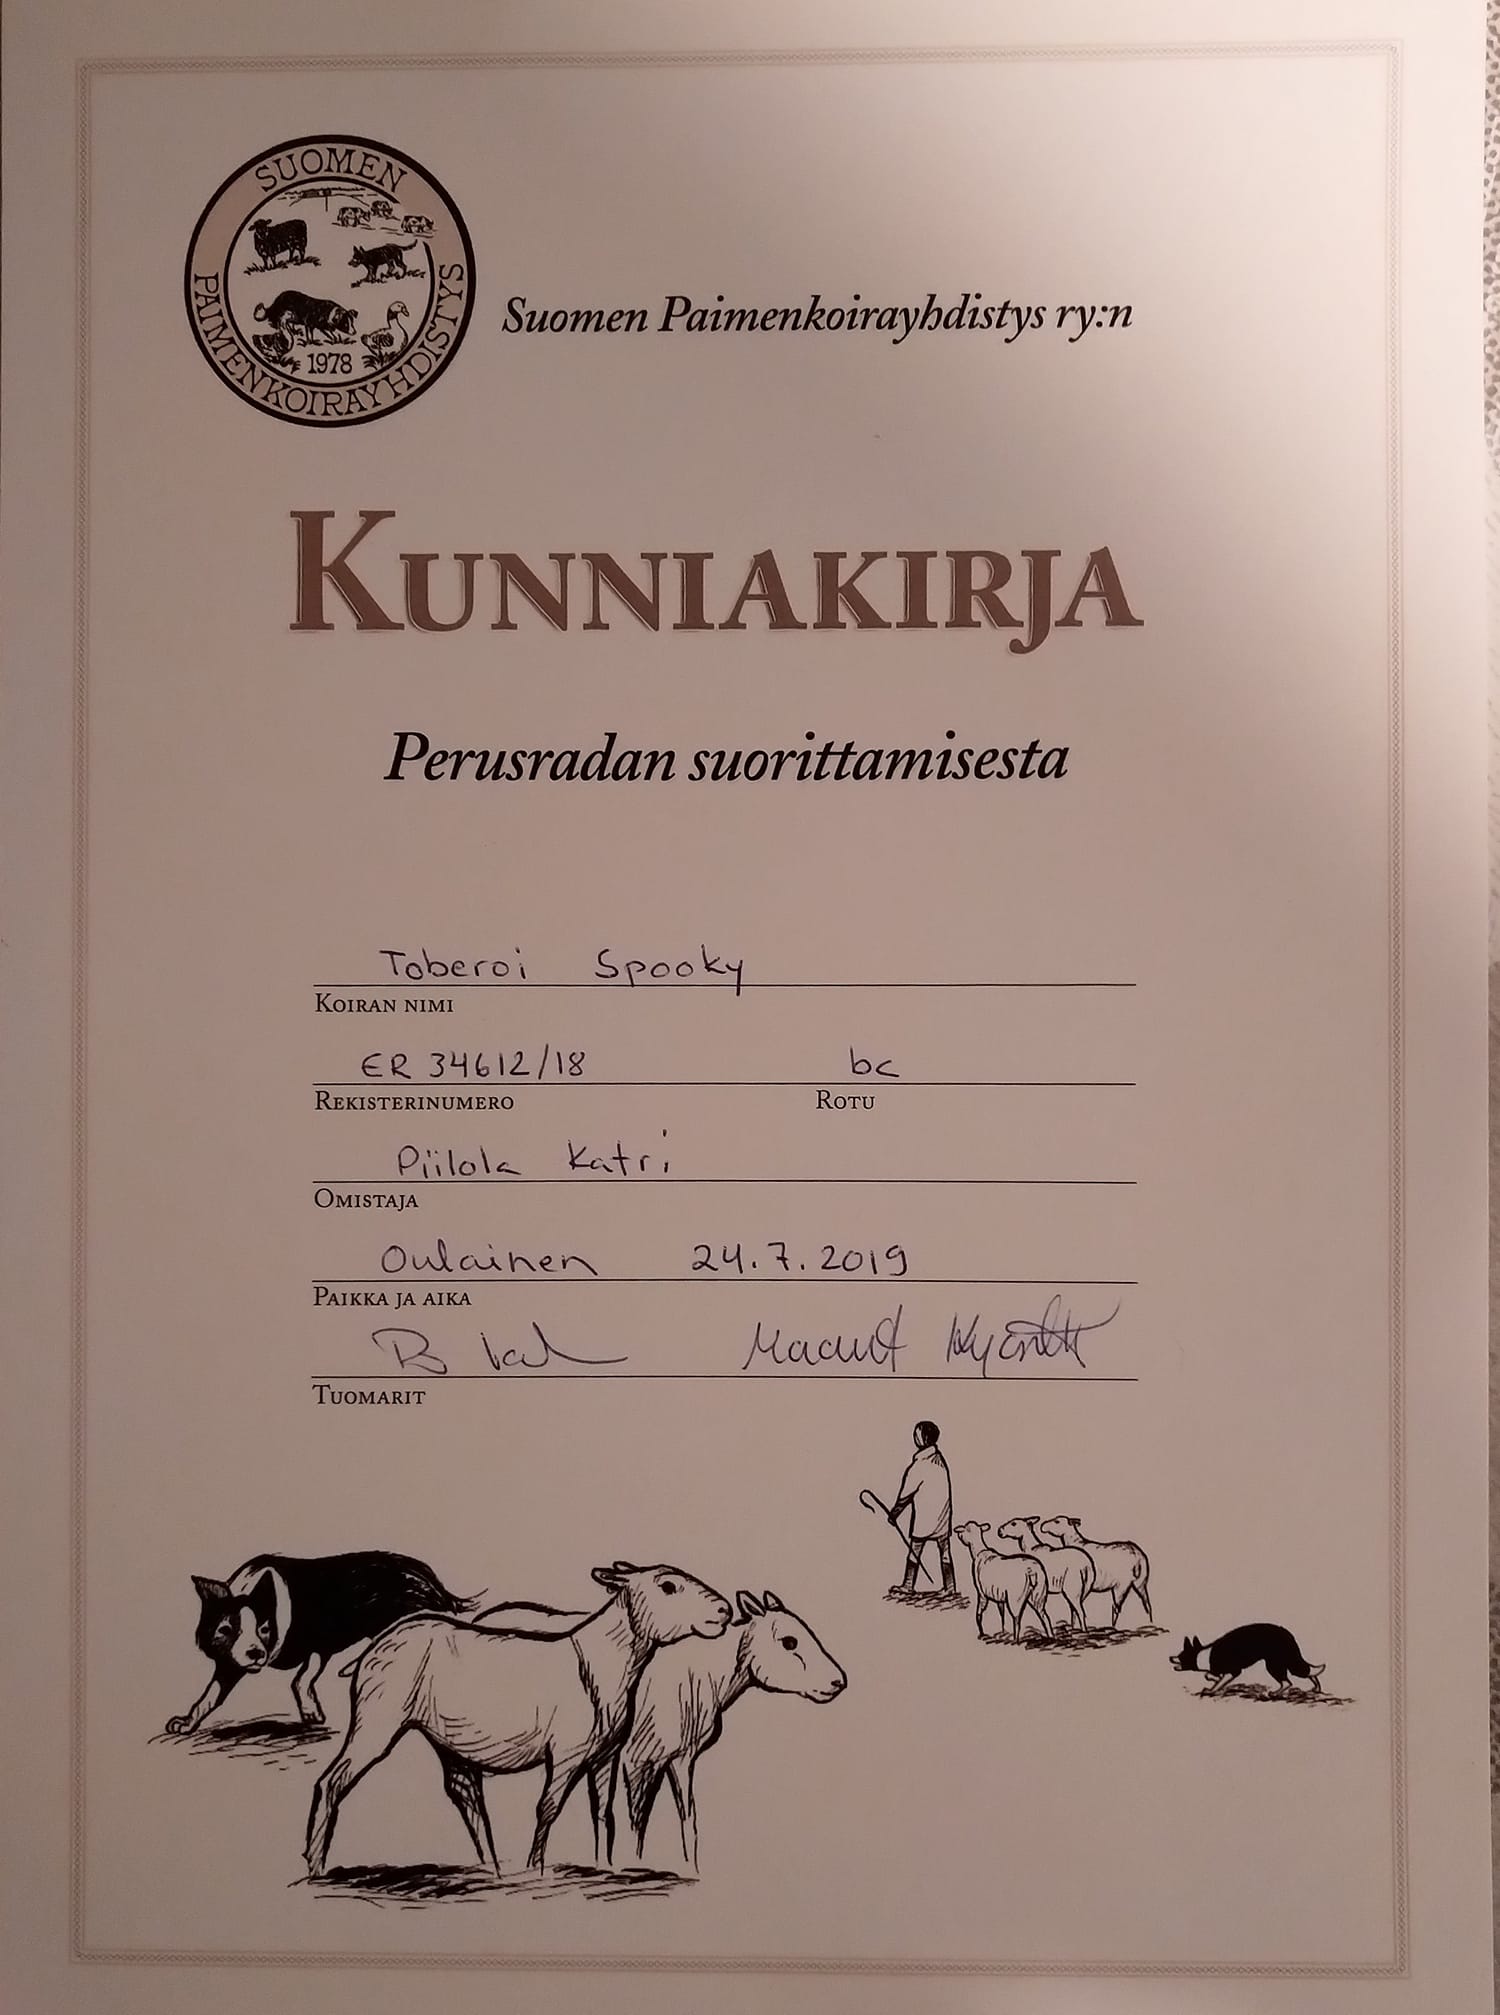 SUOMEN
PAIMENKOIRAYHDISTYS
1978
Suomen Paimenkoirayhdistys ry:n
KUNNIAKIRJA
Perusradan suorittamisesta
Toberoi Spooky
KOIRAN NIMI
ER 34612/18 bc
REKISTERINUMERO ROTU
Piilola Katri
OMISTAJA
Oulainen 24.7.2019
PAIKKA JA AIKA
TUOMARIT